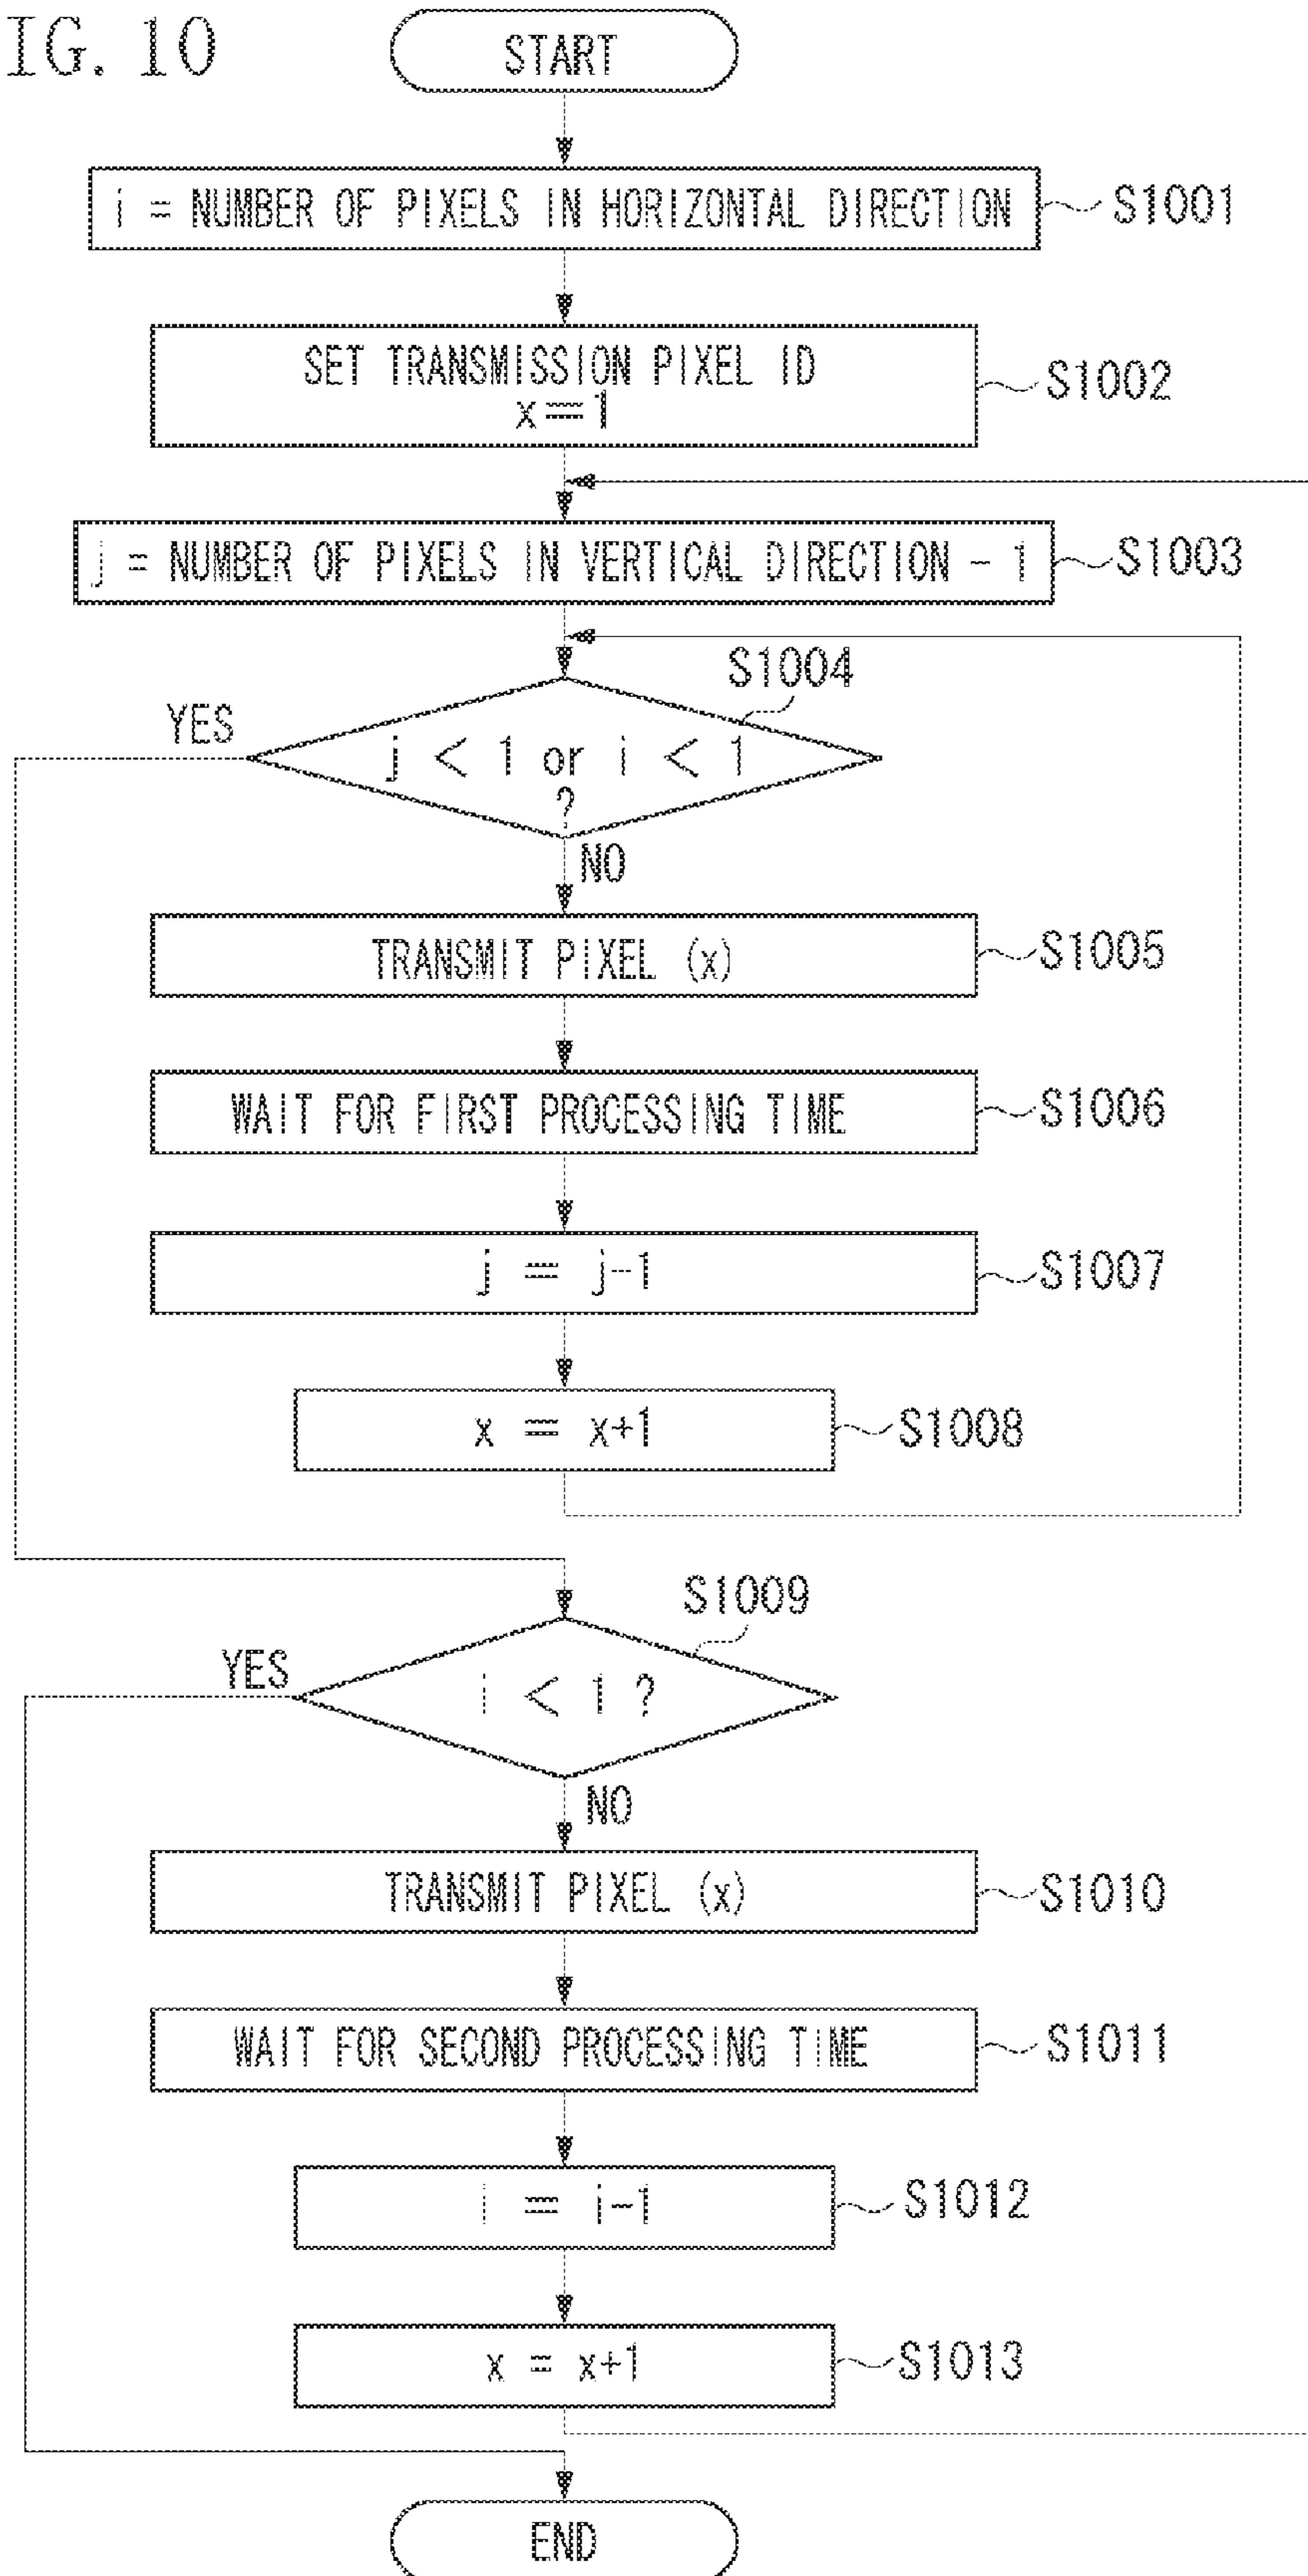 IG. 10
START
i = NUMBER OF PIXELS IN HORIZONTAL DIRECTION
S1001
SET TRANSMISSION PIXEL ID
x=1
S1002
j = NUMBER OF PIXELS IN VERTICAL DIRECTION - 1
S1003
S1004
YES
j < 1 or i < 1
?
NO
TRANSMIT PIXEL (x)
S1005
WAIT FOR FIRST PROCESSING TIME
S1006
j = j-1
S1007
x = x+1
S1008
S1009
YES
i < 1 ?
NO
TRANSMIT PIXEL (x)
S1010
WAIT FOR SECOND PROCESSING TIME
S1011
i = i-1
S1012
x = x+1
S1013
END